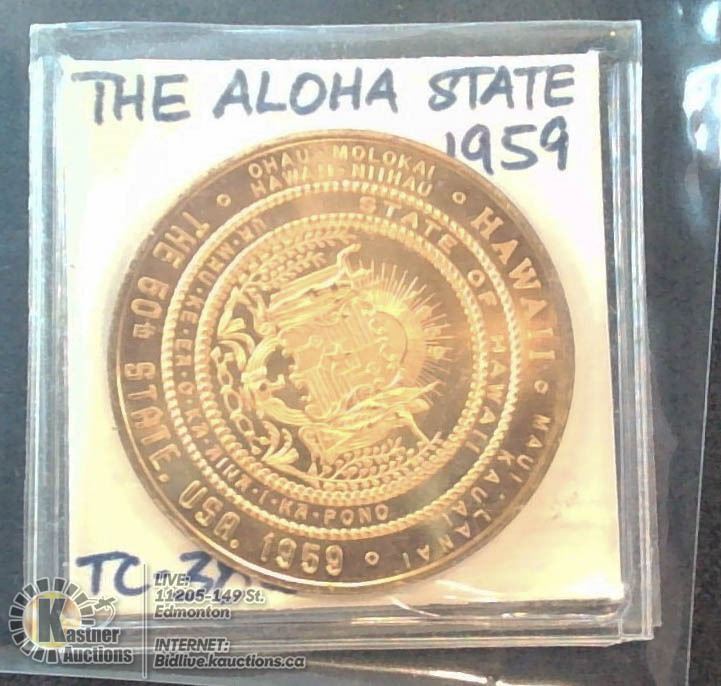 THE ALOHA STATE
1959
OHAU · MOLOKAI
HAWAII · NIIHAU
HAWAII
MAUI · LANAI
KAUAI
THE 50th STATE, USA. 1959
STATE OF HAWAII
UA · MAU · KE · EA · O · KA · AINA · I · KA · PONO
TC-
Kastner
Auctions
LIVE:
11205-149 St.
Edmonton
INTERNET:
Bidlive.kauctions.ca